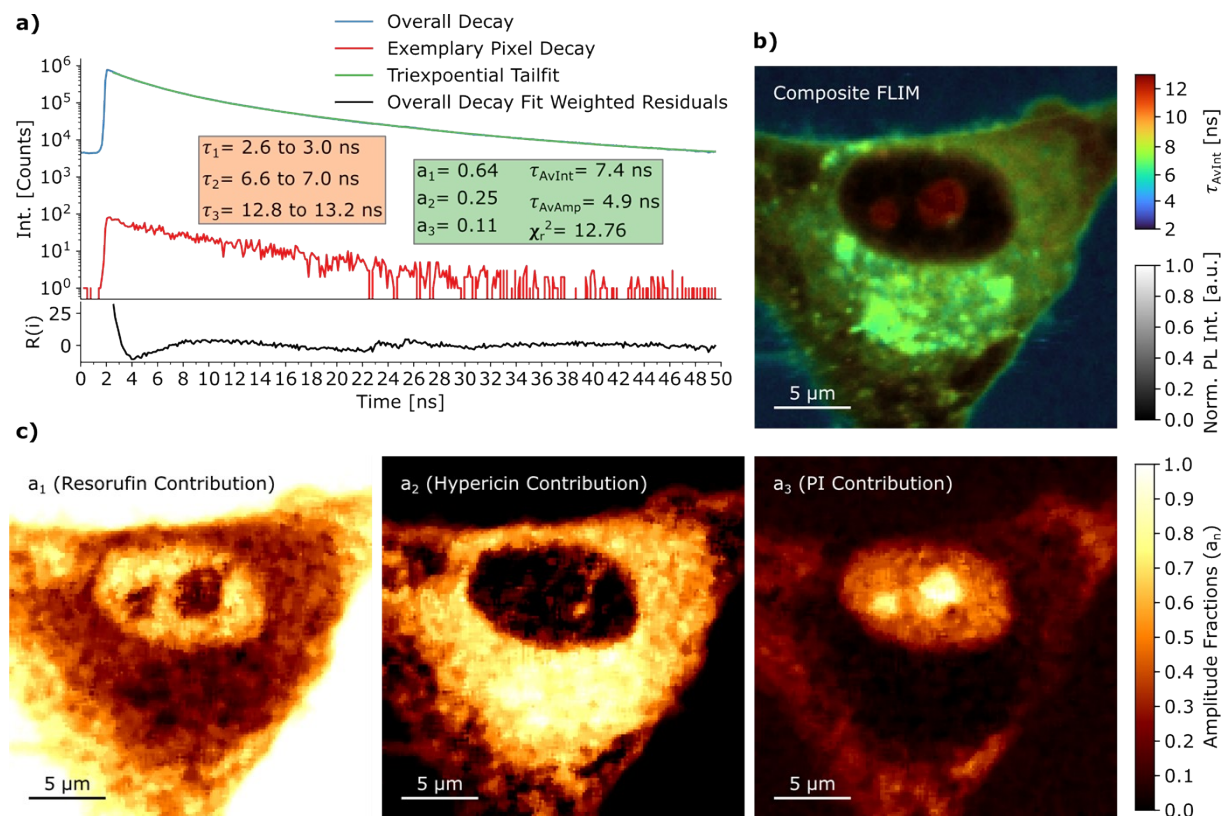 a)
Overall Decay
Exemplary Pixel Decay
Triexpoential Tailfit
Overall Decay Fit Weighted Residuals
10⁶
10⁵
10⁴
10³
10²
10¹
10⁰
Int. [Counts]
τ₁= 2.6 to 3.0 ns
τ₂= 6.6 to 7.0 ns
τ₃= 12.8 to 13.2 ns
a₁= 0.64 τ_AvInt= 7.4 ns
a₂= 0.25 τ_AvAmp= 4.9 ns
a₃= 0.11 χᵣ²= 12.76
25
0
R(i)
0 2 4 6 8 10 12 14 16 18 20 22 24 26 28 30 32 34 36 38 40 42 44 46 48 50
Time [ns]
b)
Composite FLIM
5 µm
12
10
8
6
4
2
τ_AvInt [ns]
1.0
0.8
0.6
0.4
0.2
0.0
Norm. PL Int. [a.u.]
c)
a₁ (Resorufin Contribution)
5 µm
a₂ (Hypericin Contribution)
5 µm
a₃ (PI Contribution)
5 µm
1.0
0.9
0.8
0.7
0.6
0.5
0.4
0.3
0.2
0.1
0.0
Amplitude Fractions (aₙ)